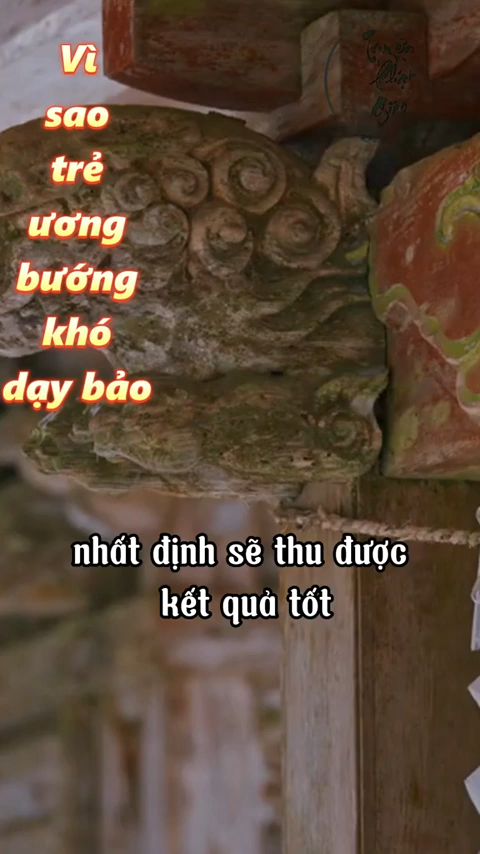 Vì
sao
trẻ
ương
bướng
khó
dạy bảo
nhất định sẽ thu được
kết quả tốt